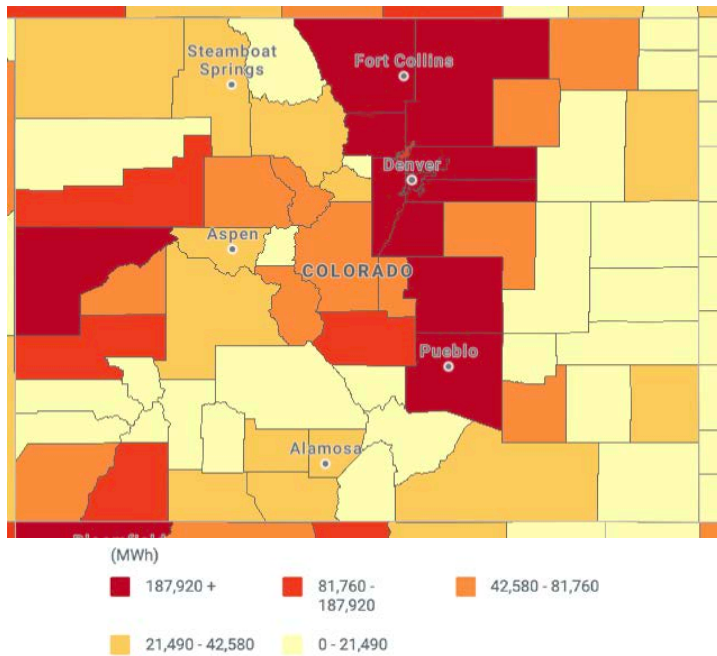 Steamboat
Springs
Fort Collins
Denver
Aspen
COLORADO
Pueblo
Alamosa
(MWh)
187,920 +
81,760 -
187,920
42,580 - 81,760
21,490 - 42,580
0 - 21,490